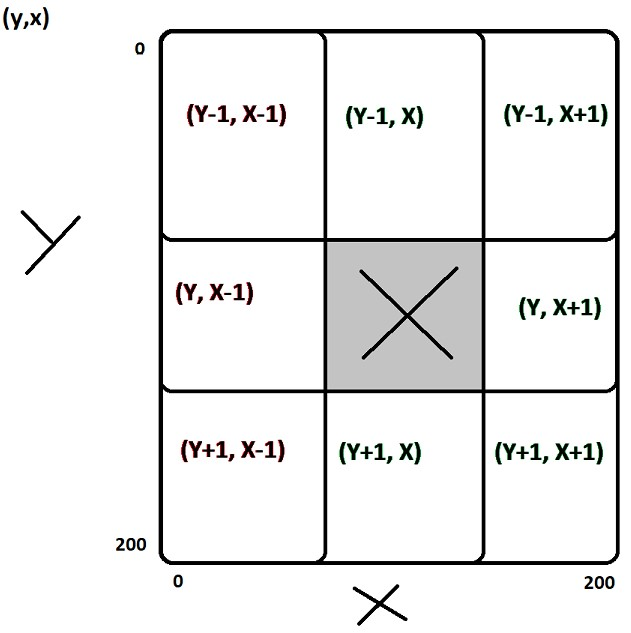 (y,x)
0
(Y-1, X-1) (Y-1, X) (Y-1, X+1)
Y
(Y, X-1) X (Y, X+1)
(Y+1, X-1) (Y+1, X) (Y+1, X+1)
200
0 200
X